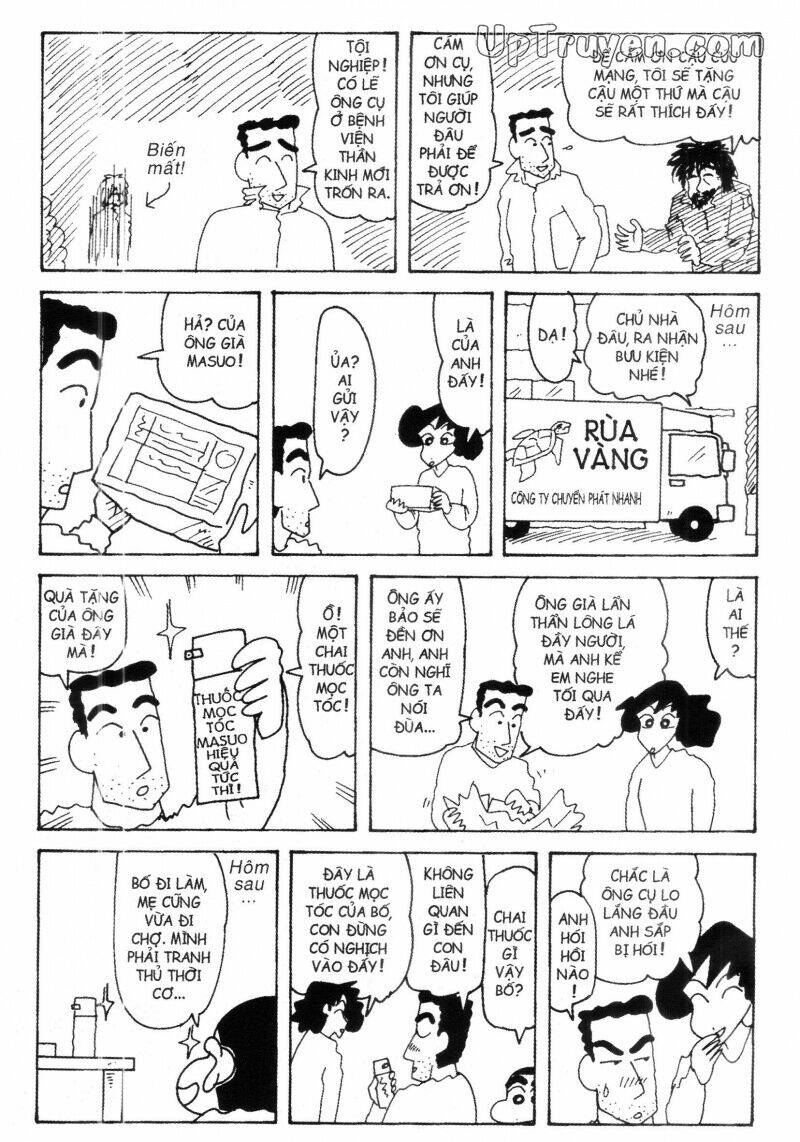 UpTruyen.com
ĐỂ CẢM ƠN CẬU CỨU
MẠNG, TÔI SẼ TẶNG
CẬU MỘT THỨ MÀ CẬU
SẼ RẤT THÍCH ĐẤY!
CẢM
ƠN CỤ,
NHƯNG
TÔI GIÚP
NGƯỜI
ĐÂU
PHẢI ĐỂ
ĐƯỢC
TRẢ ƠN!
TỘI
NGHIỆP!
CÓ LẼ
ÔNG CỤ
Ở BỆNH
VIỆN
THẦN
KINH MỚI
TRỐN RA.
Biến
mất!
Hôm
sau
...
CHỦ NHÀ
ĐÂU, RA NHẬN
BƯU KIỆN
NHÉ!
DẠ!
RÙA
VÀNG
CÔNG TY CHUYỂN PHÁT NHANH
LÀ
CỦA
ANH
ĐẤY!
ỦA?
AI
GỬI
VẬY
?
HẢ? CỦA
ÔNG GIÀ
MASUO!
LÀ
AI
THẾ
?
ÔNG GIÀ LẨN
THẨN LÔNG LÁ
ĐẦY NGƯỜI,
MÀ ANH KỂ
EM NGHE
TỐI QUA
ĐẤY!
ÔNG ẤY
BẢO SẼ
ĐẾN ƠN
ANH, ANH
CÒN NGHĨ
ÔNG TA
NÓI
ĐÙA...
Ồ!
MỘT
CHAI
THUỐC
MỌC
TÓC!
THUỐC
MỌC
TÓC
MASUO
HIỆU
QUẢ
TỨC
THÌ!
QUÀ TẶNG
CỦA ÔNG
GIÀ ĐÂY
MÀ!
CHẮC LÀ
ÔNG CỤ LO
LẮNG ĐÂU
ANH SẮP
BỊ HÓI!
ANH
HÓI
HỒI
NÀO
!
CHAI
THUỐC
GÌ
VẬY
BỐ?
KHÔNG
LIÊN
QUAN
GÌ ĐẾN
CON
ĐÂU!
ĐÂY LÀ
THUỐC MỌC
TÓC CỦA BỐ,
CON ĐỪNG
CÓ NGHỊCH
VÀO ĐẤY!
Hôm
sau
...
BỐ ĐI LÀM,
MẸ CŨNG
VỪA ĐI
CHỢ. MÌNH
PHẢI TRANH
THỦ THỜI
CƠ...